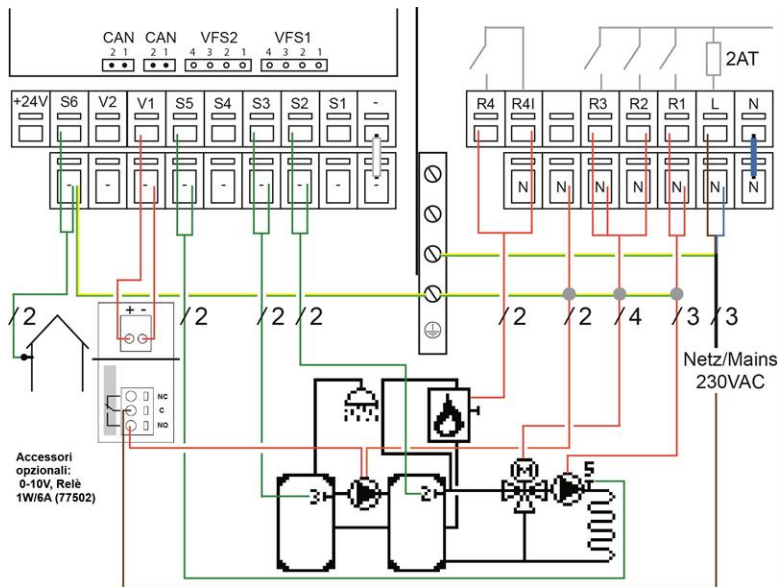 CAN CAN VFS2 VFS1
2 1 2 1 4 3 2 1 4 3 2 1
2AT
+24V S6 V2 V1 S5 S4 S3 S2 S1 -
R4 R4I R3 R2 R1 L N
- - - - - - - - -
N N N N N N
+ -
/2 /2 /2 /2 /2 /2 /4 /3 /3
Netz/Mains
230VAC
NC
C
NO
Accessori
opzionali:
0-10V, Relè
1W/6A (77502)
M
S
3 2